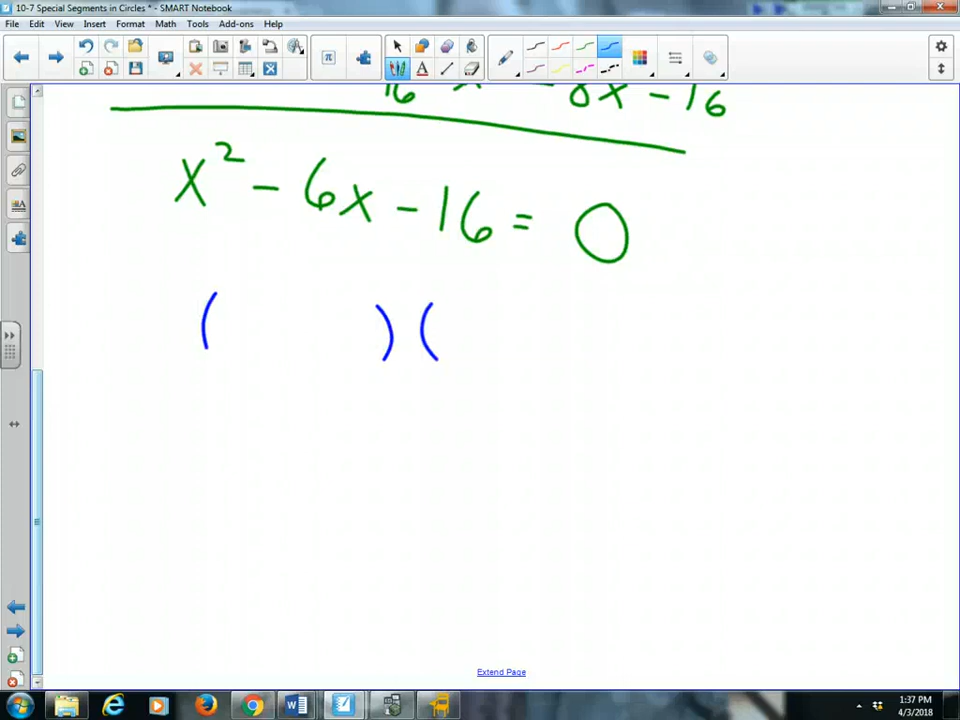 10-7 Special Segments in Circles * - SMART Notebook
File Edit View Insert Format Math Tools Add-ons Help
- 16
x² - 6x - 16 = 0
( ) (
Extend Page
1:37 PM
4/3/2018